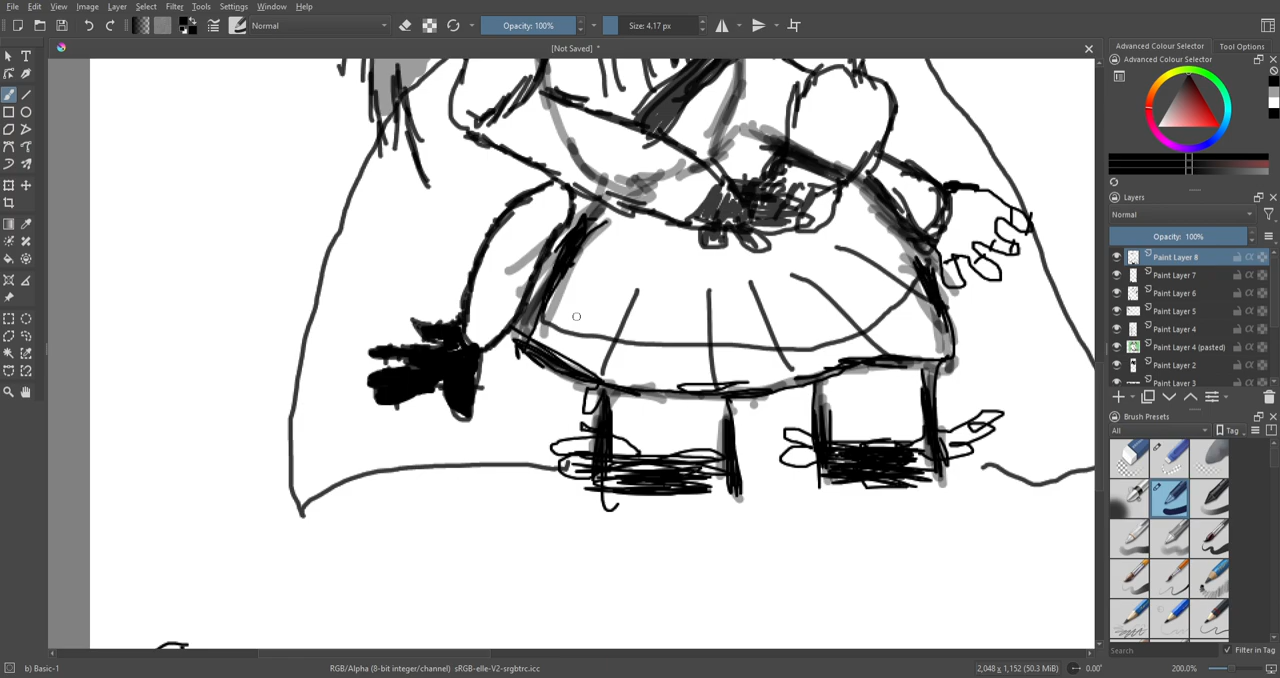 File Edit View Image Layer Select Filter Tools Settings Window Help
Normal Opacity: 100% Size: 4.17 px
[Not Saved] *
Advanced Colour Selector Tool Options
Advanced Colour Selector
Layers
Normal
Opacity: 100%
Paint Layer 8
Paint Layer 7
Paint Layer 6
Paint Layer 5
Paint Layer 4
Paint Layer 4 (pasted)
Paint Layer 2
Paint Layer 3
Brush Presets
All Tag
Search Filter in Tag
b) Basic-1 RGB/Alpha (8-bit integer/channel) sRGB-elle-V2-srgbtrc.icc 2,048 x 1,152 (50.3 MiB) 0.00° 200.0%